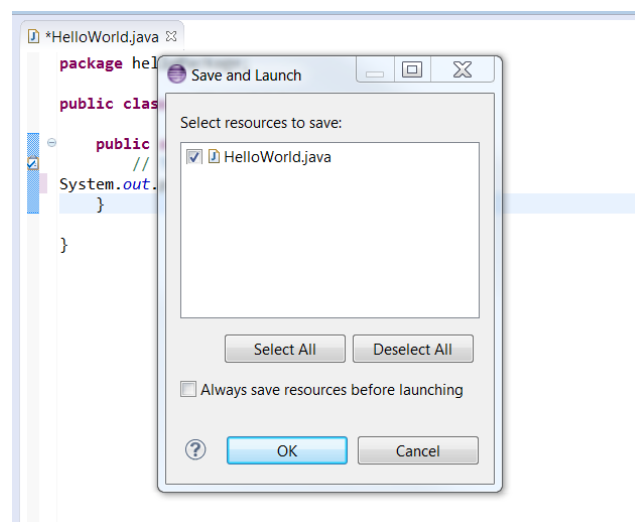 *HelloWorld.java
package hel
public clas
public
//
System.out.
}
}
Save and Launch
Select resources to save:
HelloWorld.java
Select All
Deselect All
Always save resources before launching
?
OK
Cancel